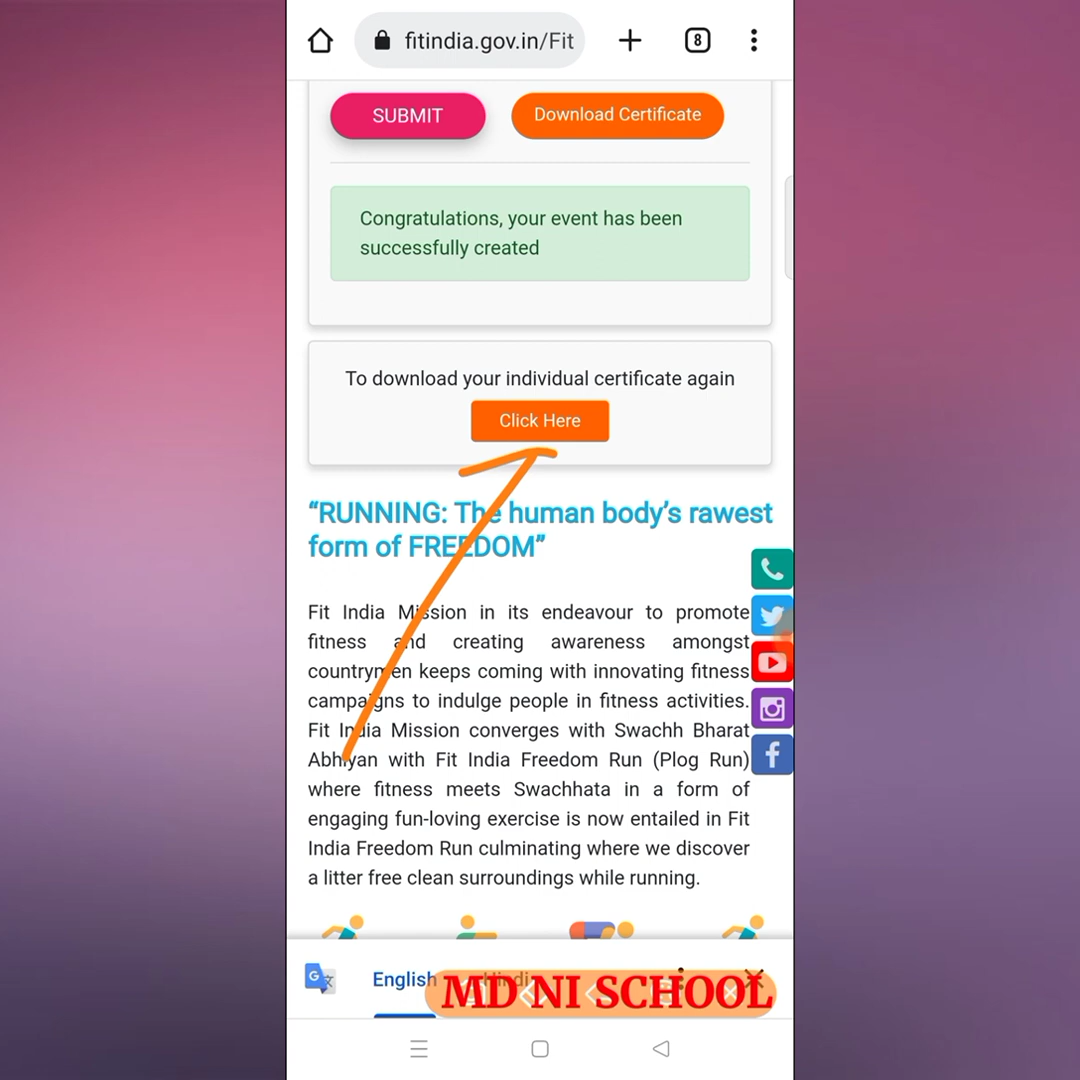 fitindia.gov.in/Fit
8
SUBMIT
Download Certificate
Congratulations, your event has been
successfully created
To download your individual certificate again
Click Here
“RUNNING: The human body’s rawest
form of FREEDOM”
Fit India Mission in its endeavour to promote
fitness and creating awareness amongst
countrymen keeps coming with innovating fitness
campaigns to indulge people in fitness activities.
Fit India Mission converges with Swachh Bharat
Abhiyan with Fit India Freedom Run (Plog Run)
where fitness meets Swachhata in a form of
engaging fun-loving exercise is now entailed in Fit
India Freedom Run culminating where we discover
a litter free clean surroundings while running.
English Hindi
MD NI SCHOOL